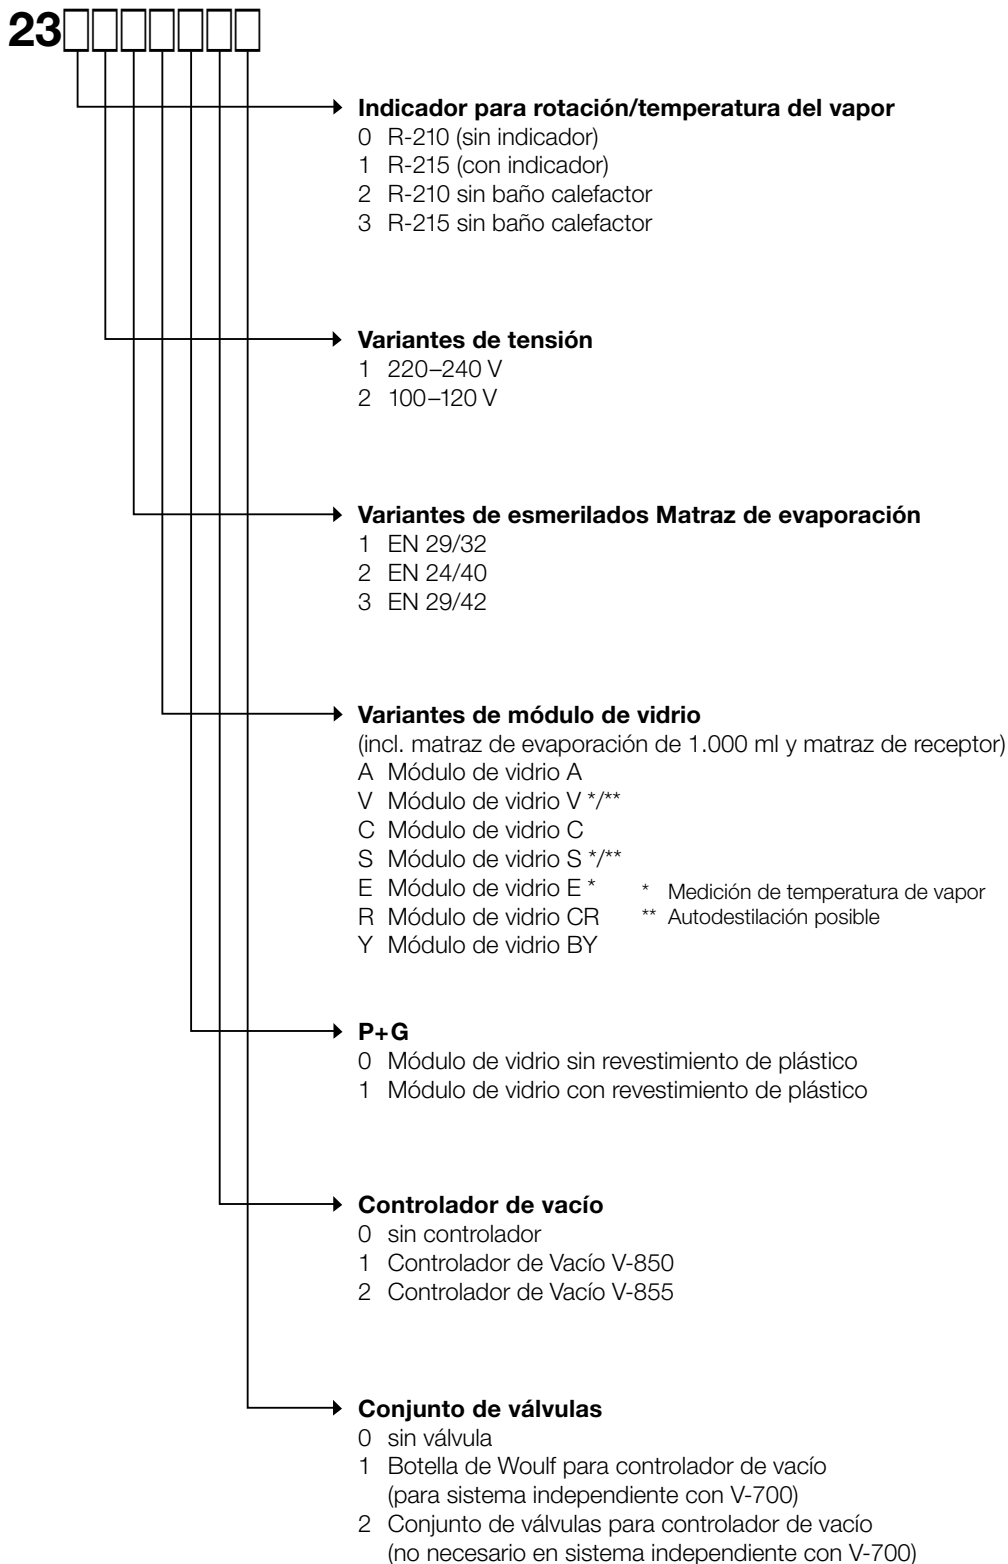 23
Indicador para rotación/temperatura del vapor
0 R-210 (sin indicador)
1 R-215 (con indicador)
2 R-210 sin baño calefactor
3 R-215 sin baño calefactor
Variantes de tensión
1 220–240 V
2 100–120 V
Variantes de esmerilados Matraz de evaporación
1 EN 29/32
2 EN 24/40
3 EN 29/42
Variantes de módulo de vidrio
(incl. matraz de evaporación de 1.000 ml y matraz de receptor)
A Módulo de vidrio A
V Módulo de vidrio V */**
C Módulo de vidrio C
S Módulo de vidrio S */**
E Módulo de vidrio E *
* Medición de temperatura de vapor
R Módulo de vidrio CR
** Autodestilación posible
Y Módulo de vidrio BY
P+G
0 Módulo de vidrio sin revestimiento de plástico
1 Módulo de vidrio con revestimiento de plástico
Controlador de vacío
0 sin controlador
1 Controlador de Vacío V-850
2 Controlador de Vacío V-855
Conjunto de válvulas
0 sin válvula
1 Botella de Woulf para controlador de vacío
(para sistema independiente con V-700)
2 Conjunto de válvulas para controlador de vacío
(no necesario en sistema independiente con V-700)